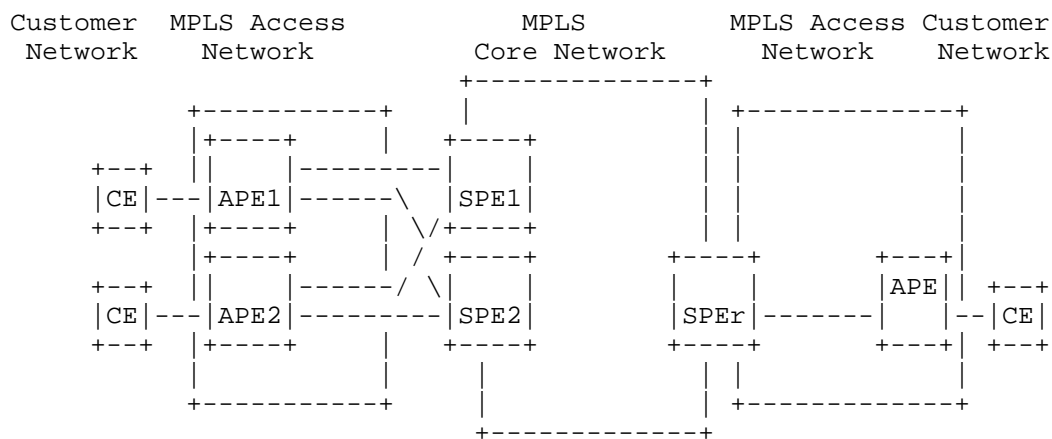 Customer MPLS Access MPLS MPLS Access Customer
Network Network Core Network Network Network
CE APE1 SPE1
APE
CE APE2 SPE2 SPEr CE